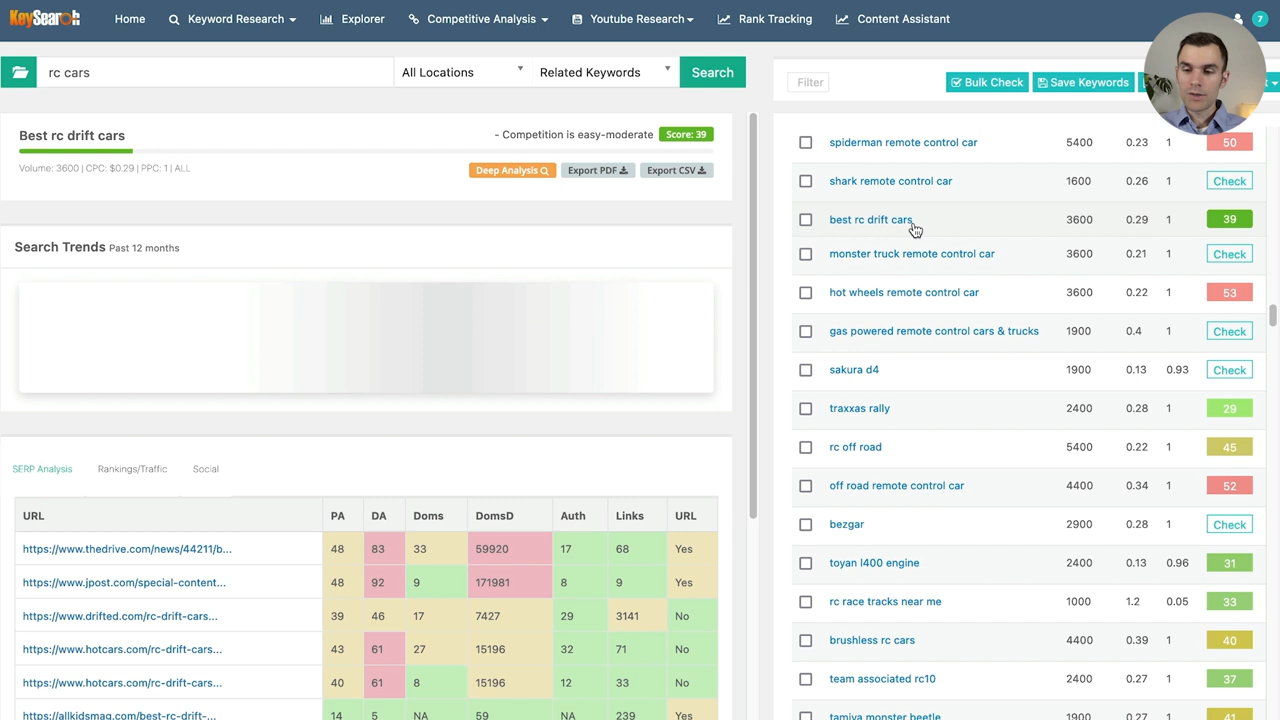 KeySearch
Home
Keyword Research
Explorer
Competitive Analysis
Youtube Research
Rank Tracking
Content Assistant
7
rc cars
All Locations
Related Keywords
Search
Filter
Bulk Check
Save Keywords
Best rc drift cars
- Competition is easy-moderate
Score: 39
Volume: 3600 | CPC: $0.29 | PPC: 1 | ALL
Deep Analysis
Export PDF
Export CSV
Search Trends Past 12 months
SERP Analysis
Rankings/Traffic
Social
URL PA DA Doms DomsD Auth Links URL
https://www.thedrive.com/news/44211/b... 48 83 33 59920 17 68 Yes
https://www.jpost.com/special-content... 48 92 9 171981 8 9 Yes
https://www.drifted.com/rc-drift-cars... 39 46 17 7427 29 3141 No
https://www.hotcars.com/rc-drift-cars... 43 61 27 15196 32 71 No
https://www.hotcars.com/rc-drift-cars... 40 61 8 15196 12 33 No
https://allkidsmag.com/best-rc-drift-... 14 5 NA 59 NA 239 Yes
spiderman remote control car 5400 0.23 1 50
shark remote control car 1600 0.26 1 Check
best rc drift cars 3600 0.29 1 39
monster truck remote control car 3600 0.21 1 Check
hot wheels remote control car 3600 0.22 1 53
gas powered remote control cars & trucks 1900 0.4 1 Check
sakura d4 1900 0.13 0.93 Check
traxxas rally 2400 0.28 1 29
rc off road 5400 0.22 1 45
off road remote control car 4400 0.34 1 52
bezgar 2900 0.28 1 Check
toyan l400 engine 2400 0.13 0.96 31
rc race tracks near me 1000 1.2 0.05 33
brushless rc cars 4400 0.39 1 40
team associated rc10 2400 0.27 1 37
tamiya monster beetle 1900 0.27 1 41